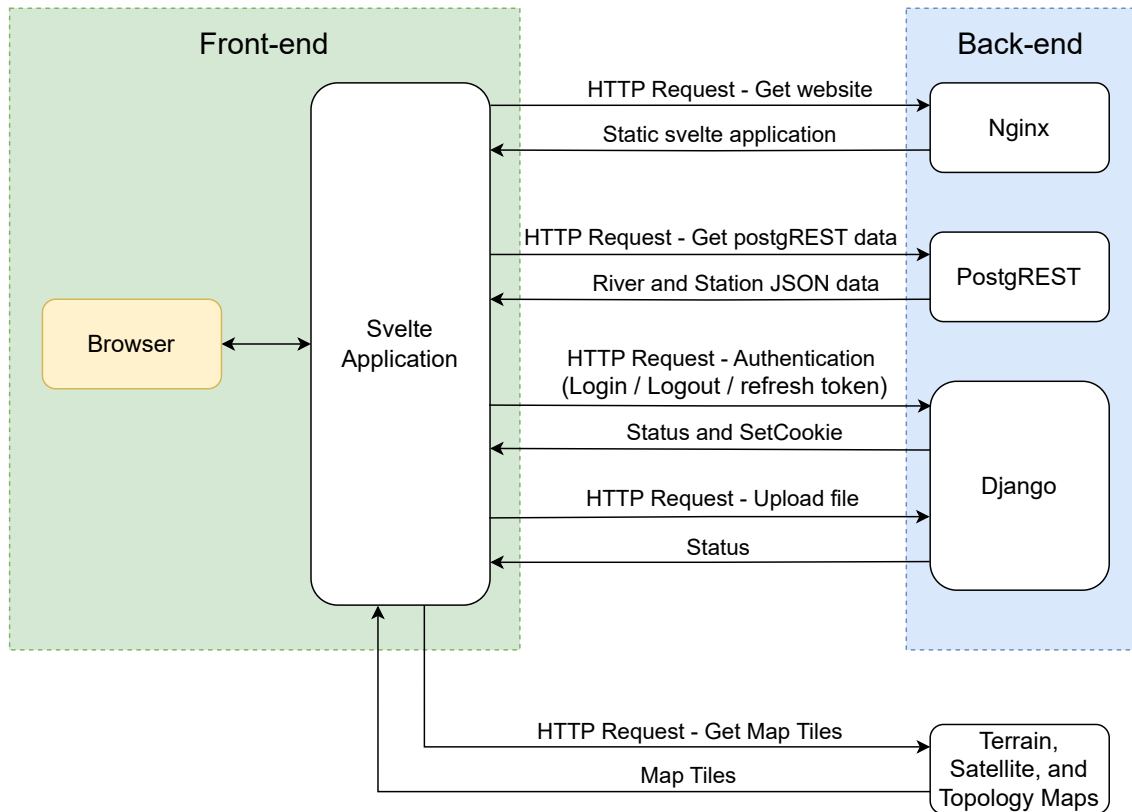 Front-end
Back-end
HTTP Request - Get website
Nginx
Static svelte application
HTTP Request - Get postgREST data
PostgREST
River and Station JSON data
Browser
Svelte
Application
HTTP Request - Authentication
(Login / Logout / refresh token)
Status and SetCookie
Django
HTTP Request - Upload file
Status
HTTP Request - Get Map Tiles
Map Tiles
Terrain,
Satellite, and
Topology Maps